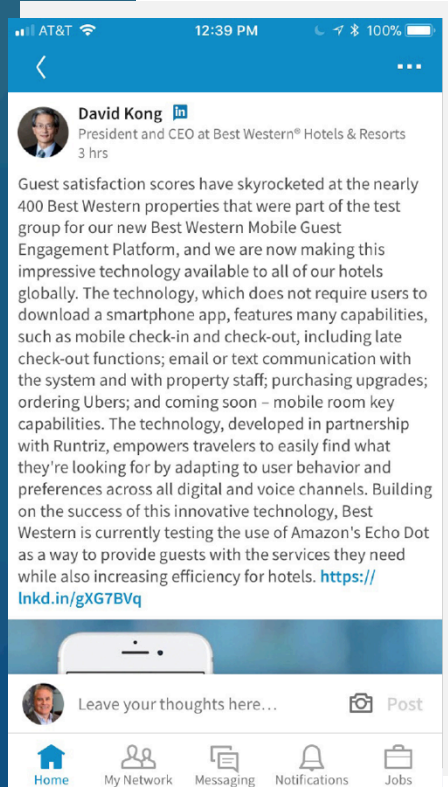 AT&T 12:39 PM 100%
David Kong in
President and CEO at Best Western® Hotels & Resorts
3 hrs
Guest satisfaction scores have skyrocketed at the nearly
400 Best Western properties that were part of the test
group for our new Best Western Mobile Guest
Engagement Platform, and we are now making this
impressive technology available to all of our hotels
globally. The technology, which does not require users to
download a smartphone app, features many capabilities,
such as mobile check-in and check-out, including late
check-out functions; email or text communication with
the system and with property staff; purchasing upgrades;
ordering Ubers; and coming soon – mobile room key
capabilities. The technology, developed in partnership
with Runtriz, empowers travelers to easily find what
they're looking for by adapting to user behavior and
preferences across all digital and voice channels. Building
on the success of this innovative technology, Best
Western is currently testing the use of Amazon's Echo Dot
as a way to provide guests with the services they need
while also increasing efficiency for hotels. https://
lnkd.in/gXG7BVq
Leave your thoughts here… Post
Home My Network Messaging Notifications Jobs